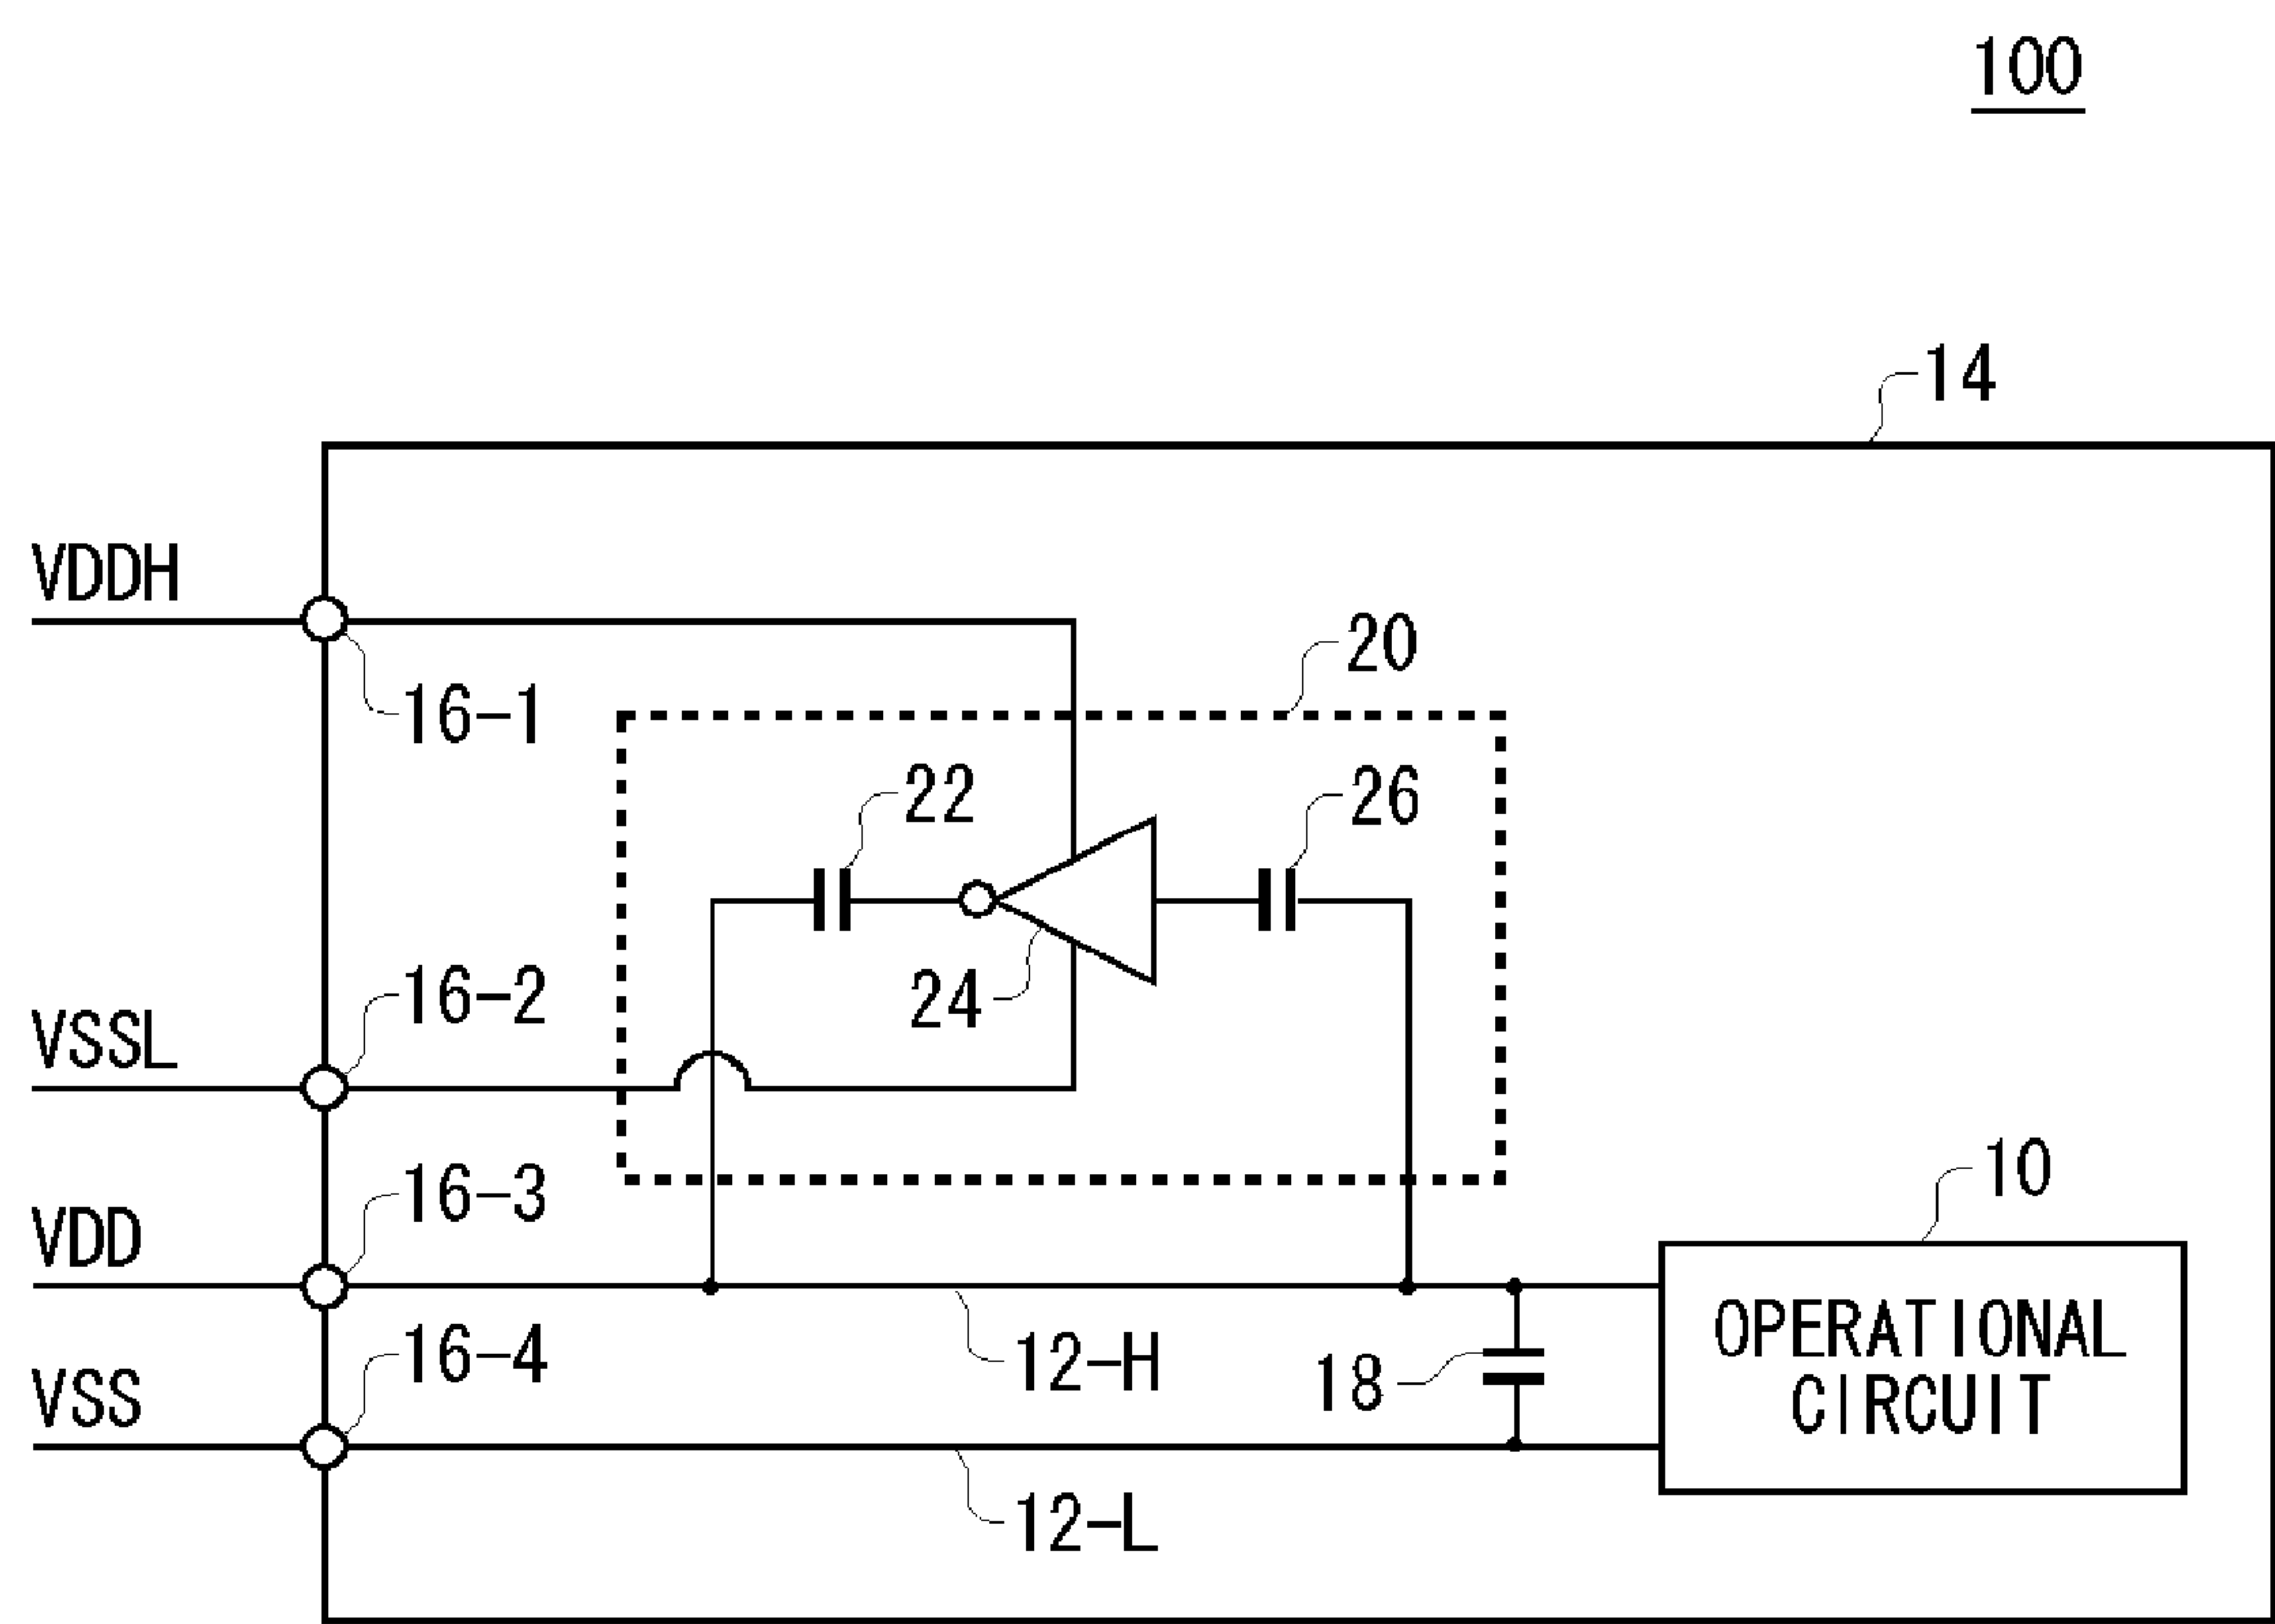 100
14
VDDH
16-1
20
22
26
24
16-2
VSSL
16-3
VDD
10
OPERATIONAL
CIRCUIT
16-4
12-H
18
VSS
12-L